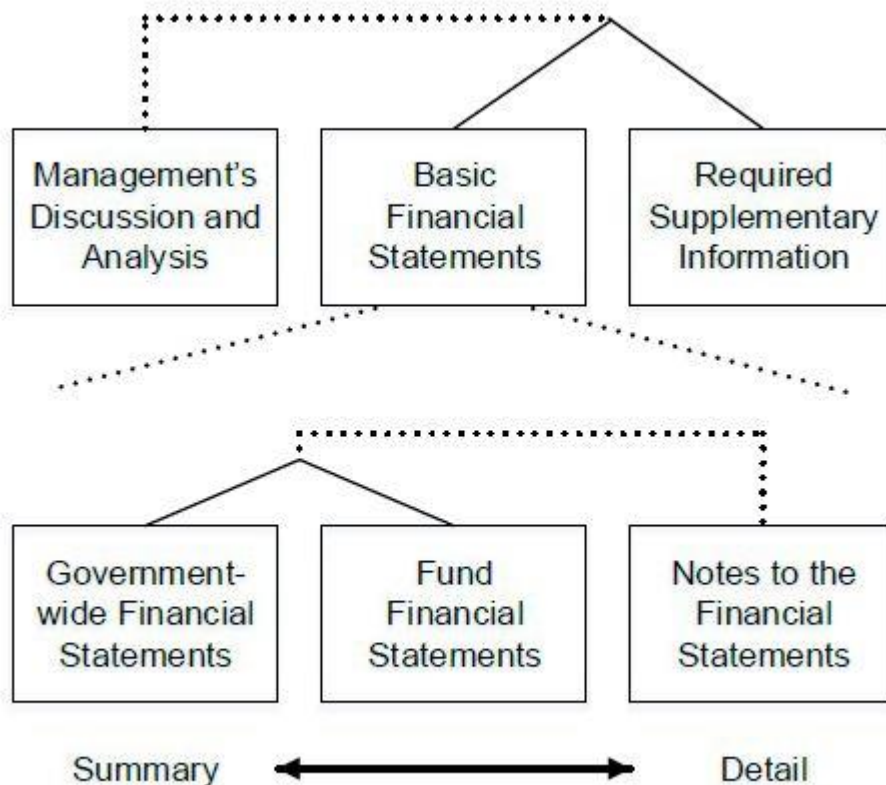 Management's
Discussion and
Analysis
Basic
Financial
Statements
Required
Supplementary
Information
Government-
wide Financial
Statements
Fund
Financial
Statements
Notes to the
Financial
Statements
Summary
Detail